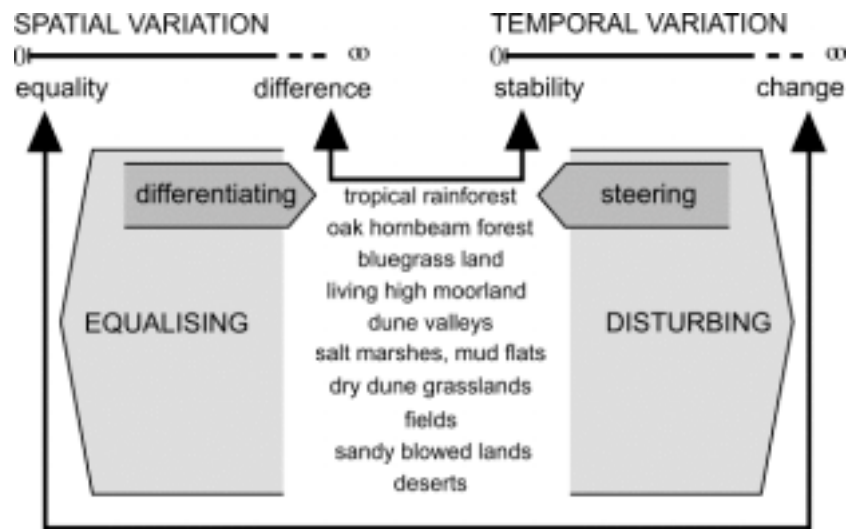 SPATIAL VARIATION
TEMPORAL VARIATION
0 ∞
0 ∞
equality difference
stability change
differentiating
steering
EQUALISING
DISTURBING
tropical rainforest
oak hornbeam forest
bluegrass land
living high moorland
dune valleys
salt marshes, mud flats
dry dune grasslands
fields
sandy blowed lands
deserts